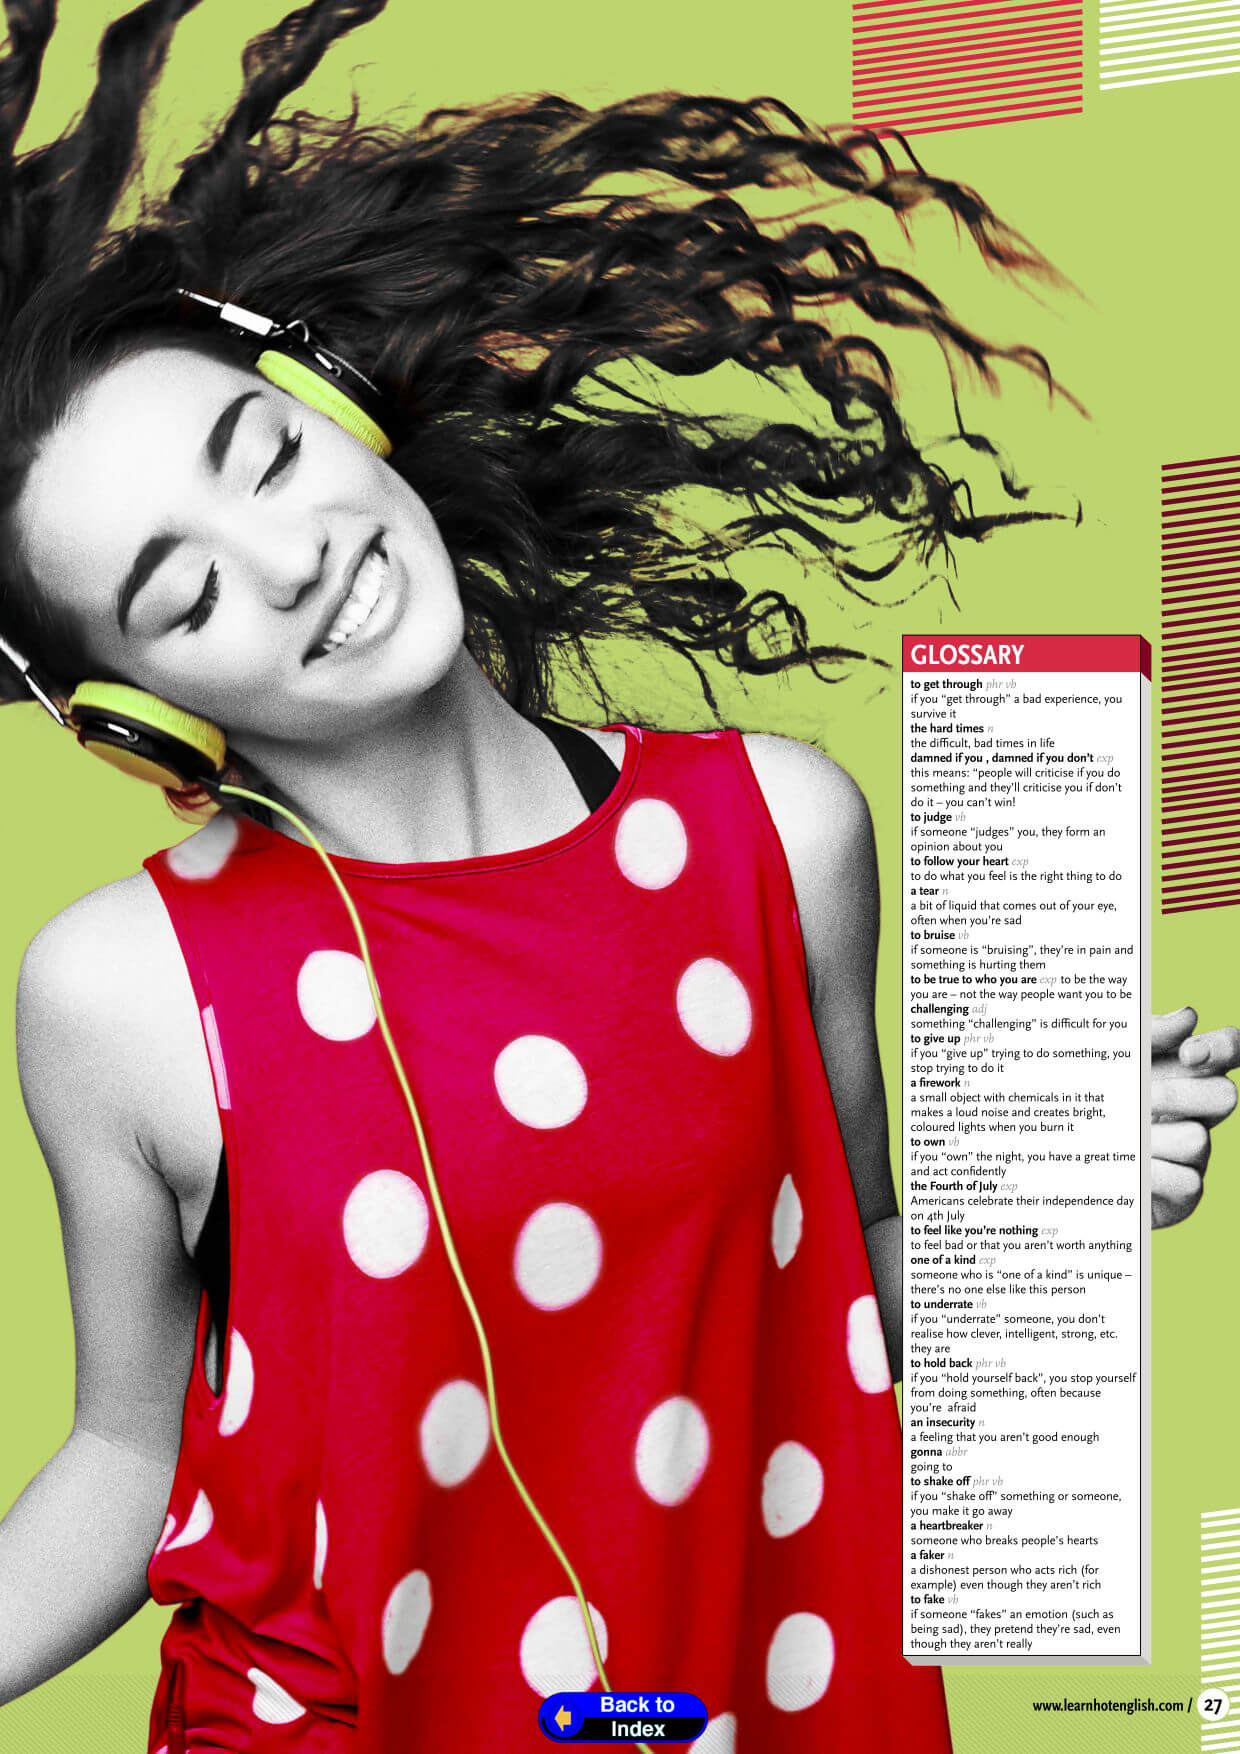 GLOSSARY
to get through phr vb
if you “get through” a bad experience, you
survive it
the hard times n
the difficult, bad times in life
damned if you , damned if you don’t exp
this means: “people will criticise if you do
something and they’ll criticise you if don’t
do it – you can’t win!
to judge vb
if someone “judges” you, they form an
opinion about you
to follow your heart exp
to do what you feel is the right thing to do
a tear n
a bit of liquid that comes out of your eye,
often when you’re sad
to bruise vb
if someone is “bruising”, they’re in pain and
something is hurting them
to be true to who you are exp to be the way
you are – not the way people want you to be
challenging adj
something “challenging” is difficult for you
to give up phr vb
if you “give up” trying to do something, you
stop trying to do it
a firework n
a small object with chemicals in it that
makes a loud noise and creates bright,
coloured lights when you burn it
to own vb
if you “own” the night, you have a great time
and act confidently
the Fourth of July exp
Americans celebrate their independence day
on 4th July
to feel like you’re nothing exp
to feel bad or that you aren’t worth anything
one of a kind exp
someone who is “one of a kind” is unique –
there’s no one else like this person
to underrate vb
if you “underrate” someone, you don’t
realise how clever, intelligent, strong, etc.
they are
to hold back phr vb
if you “hold yourself back”, you stop yourself
from doing something, often because
you’re afraid
an insecurity n
a feeling that you aren’t good enough
gonna abbr
going to
to shake off phr vb
if you “shake off” something or someone,
you make it go away
a heartbreaker n
someone who breaks people’s hearts
a faker n
a dishonest person who acts rich (for
example) even though they aren’t rich
to fake vb
if someone “fakes” an emotion (such as
being sad), they pretend they’re sad, even
though they aren’t really
www.learnhotenglish.com / 27
Back to
Index